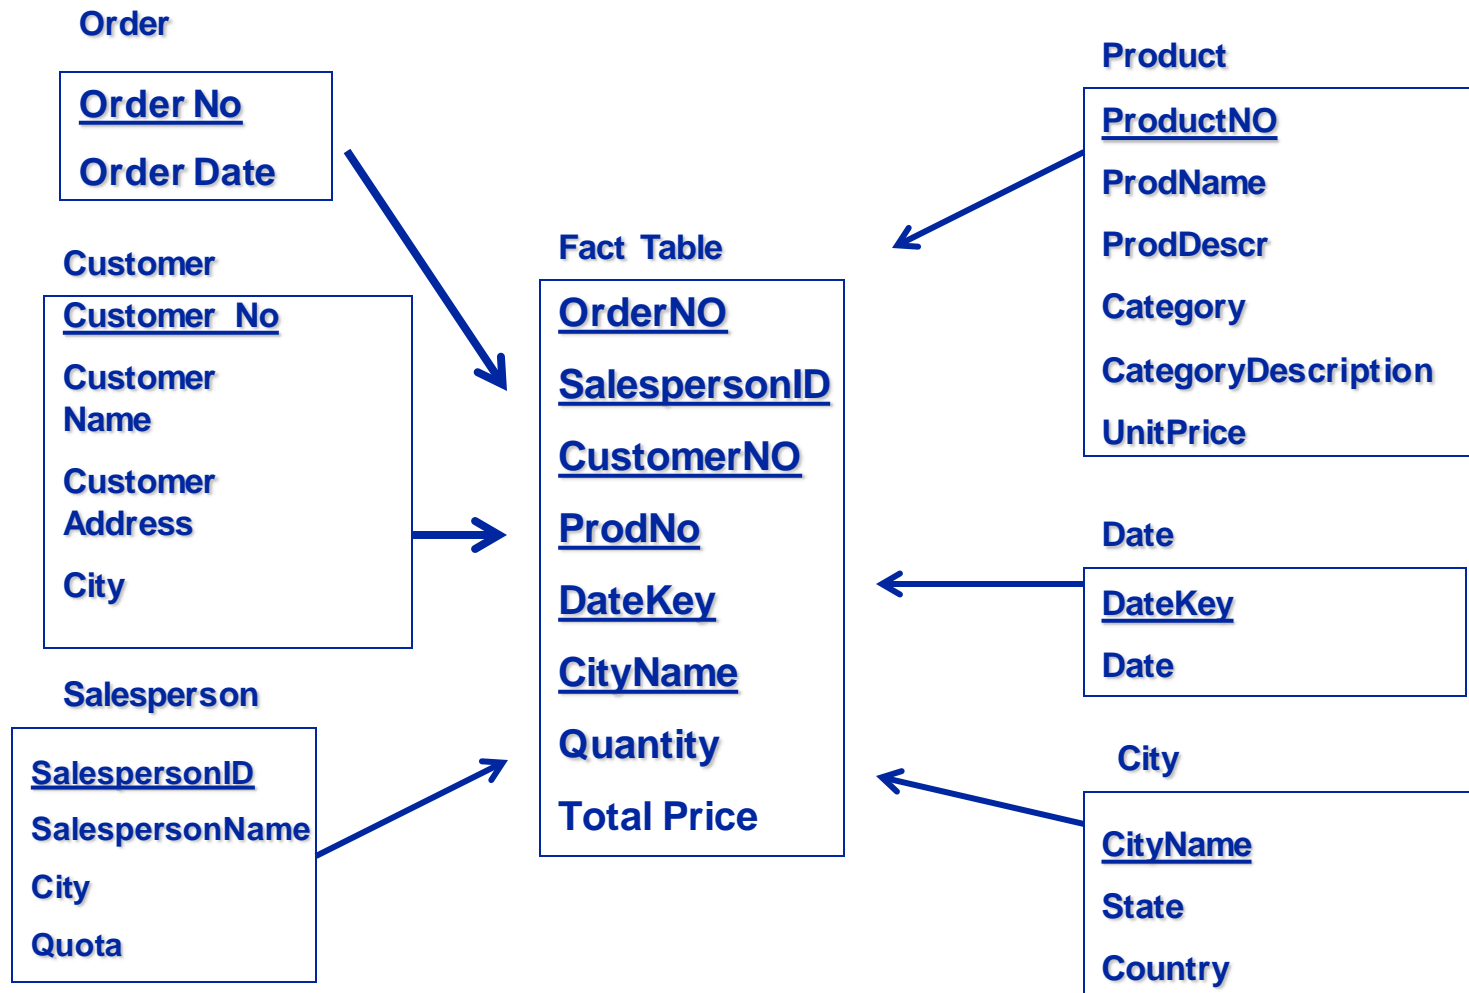 Order
Order No
Order Date
Customer
Customer No
Customer
Name
Customer
Address
City
Salesperson
SalespersonID
SalespersonName
City
Quota
Fact Table
OrderNO
SalespersonID
CustomerNO
ProdNo
DateKey
CityName
Quantity
Total Price
Product
ProductNO
ProdName
ProdDescr
Category
CategoryDescription
UnitPrice
Date
DateKey
Date
City
CityName
State
Country